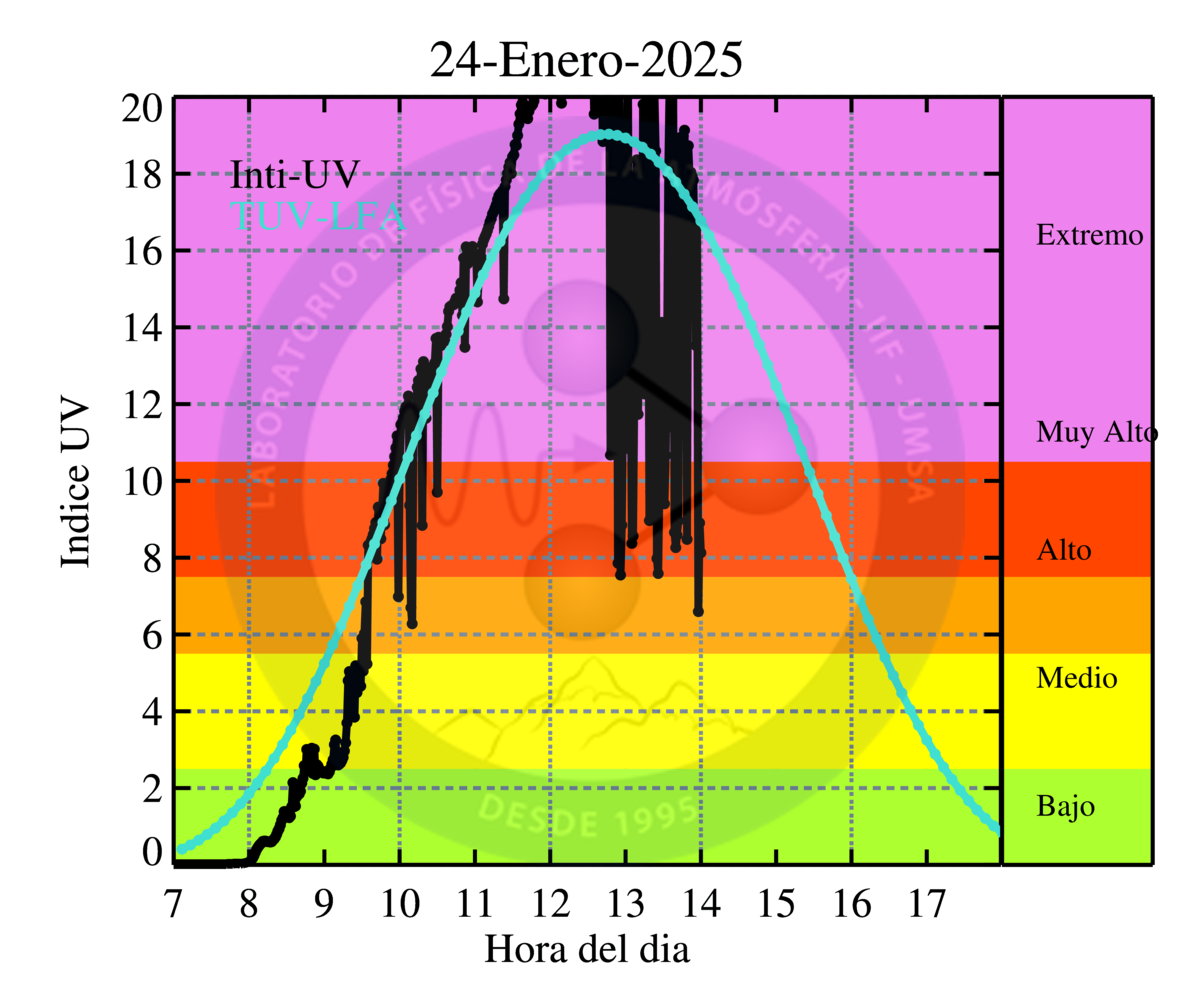 24-Enero-2025
Inti-UV
TUV-LFA
Indice UV
20
18
16
14
12
10
8
6
4
2
0
7 8 9 10 11 12 13 14 15 16 17
Hora del dia
Extremo
Muy Alto
Alto
Medio
Bajo
LABORATORIO DE FÍSICA DE LA ATMÓSFERA - IIF - UMSA
DESDE 1995